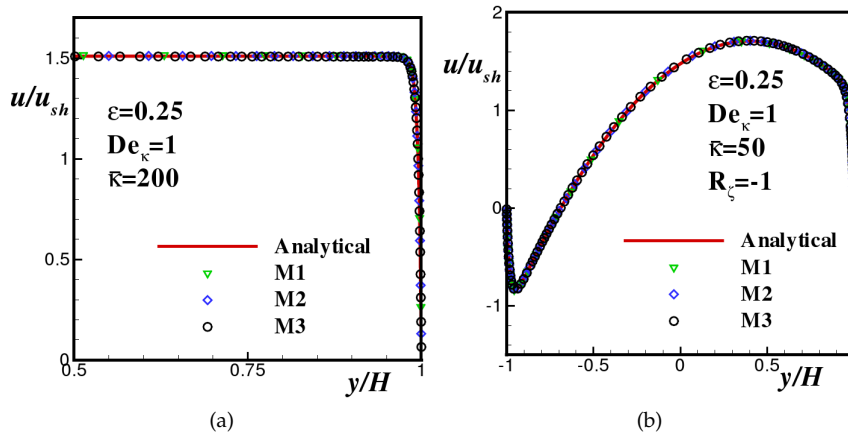 u/u_sh
1.5
1
0.5
0
0.5
0.75
1
y/H
ε=0.25
De_κ=1
κ̄=200
Analytical
M1
M2
M3
(a)
u/u_sh
2
1
0
-1
-1
-0.5
0
0.5
1
y/H
ε=0.25
De_κ=1
κ̄=50
R_ζ=-1
Analytical
M1
M2
M3
(b)